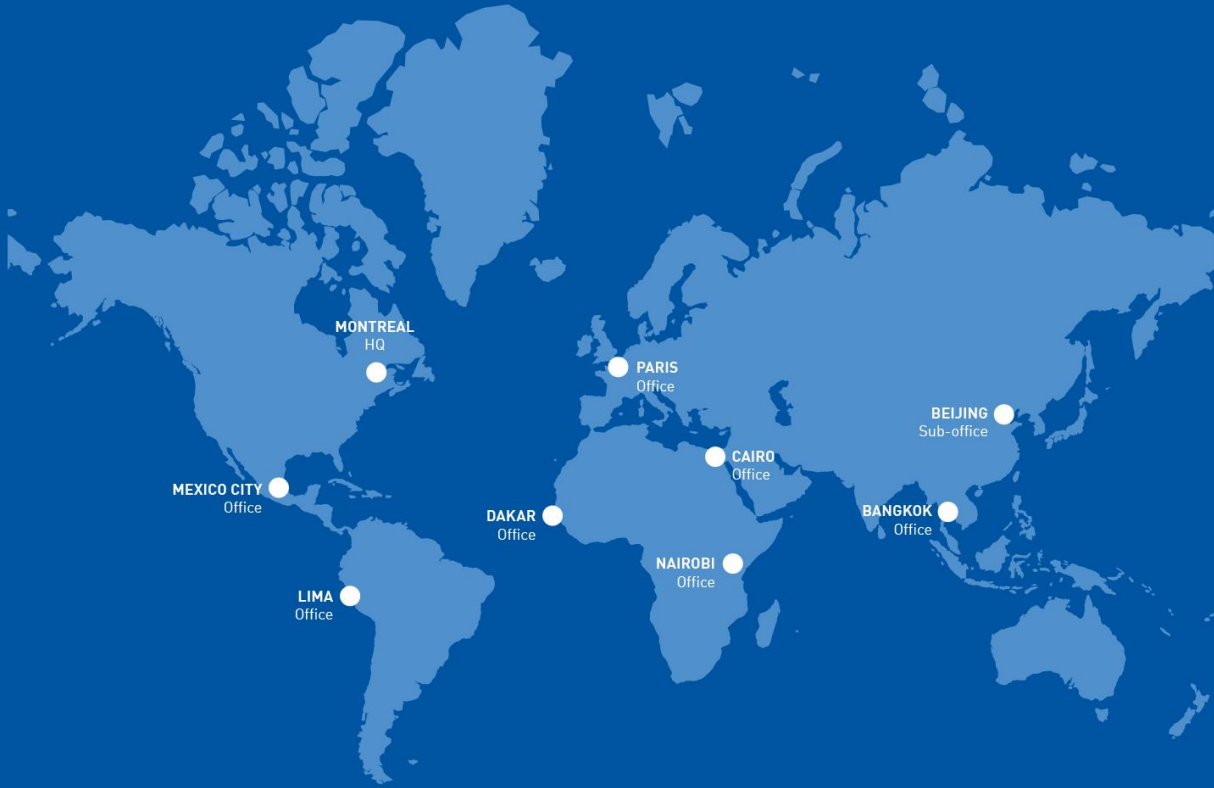 MONTREAL
HQ
PARIS
Office
BEIJING
Sub-office
CAIRO
Office
MEXICO CITY
Office
DAKAR
Office
BANGKOK
Office
NAIROBI
Office
LIMA
Office